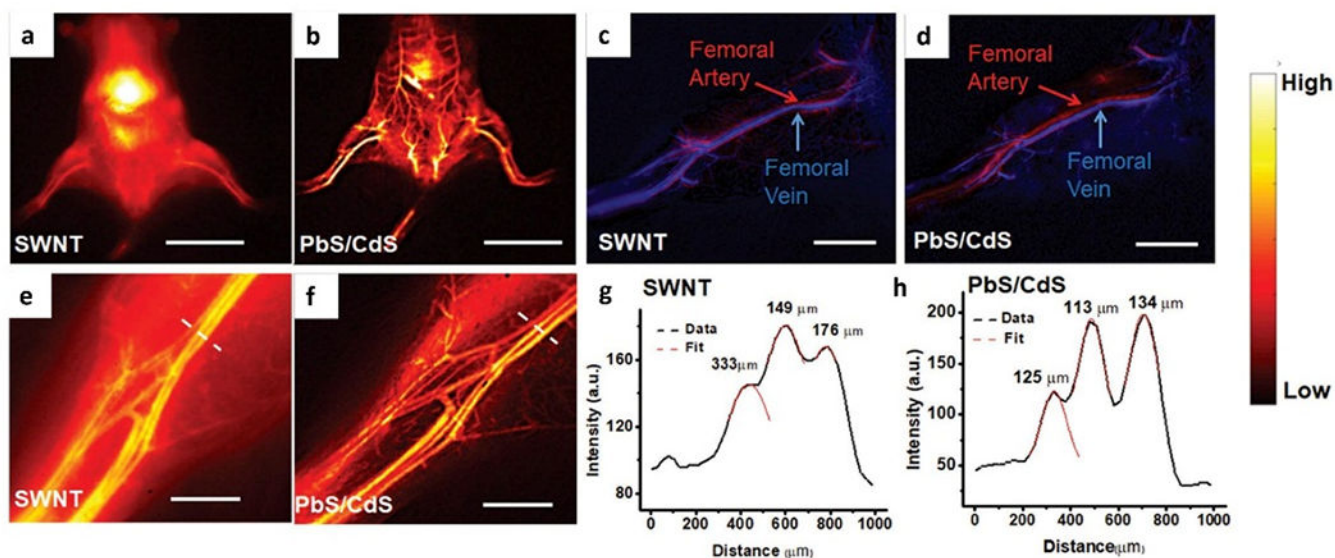 a
SWNT
b
PbS/CdS
c
Femoral
Artery
Femoral
Vein
SWNT
d
Femoral
Artery
Femoral
Vein
PbS/CdS
High
Low
e
SWNT
f
PbS/CdS
g
SWNT
Data
Fit
333μm
149 μm
176 μm
Intensity (a.u.)
160
120
80
0 200 400 600 800 1000
Distance (μm)
h
PbS/CdS
Data
Fit
125 μm
113 μm
134 μm
Intensity (a.u.)
200
150
100
50
0 200 400 600 800 1000
Distance (μm)